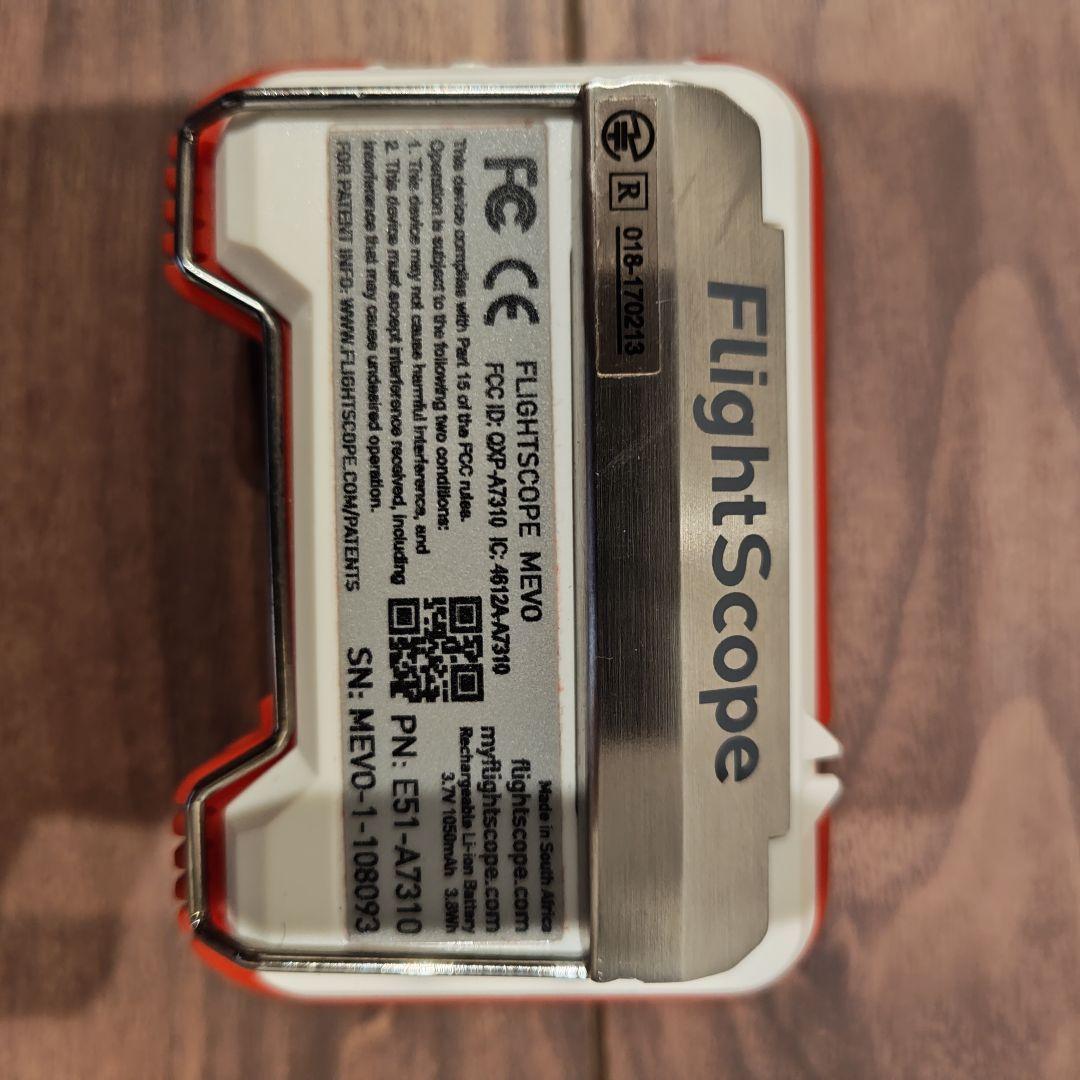 FlightScope
R 018-170213
FC CE
FLIGHTSCOPE MEVO
FCC ID: QXP-A7310 IC: 4612A-A7310
This device complies with Part 15 of the FCC rules.
Operation is subject to the following two conditions:
1. This device may not cause harmful interference, and
2. This device must accept interference received, including
interference that may cause undesired operation.
FOR PATENT INFO: WWW.FLIGHTSCOPE.COM/PATENTS
Made in South Africa
flightscope.com
myflightscope.com
Rechargeable Li-ion Battery
3.7V 1050mAh 3.89Wh
PN: E51-A7310
SN: MEVO-1-108093